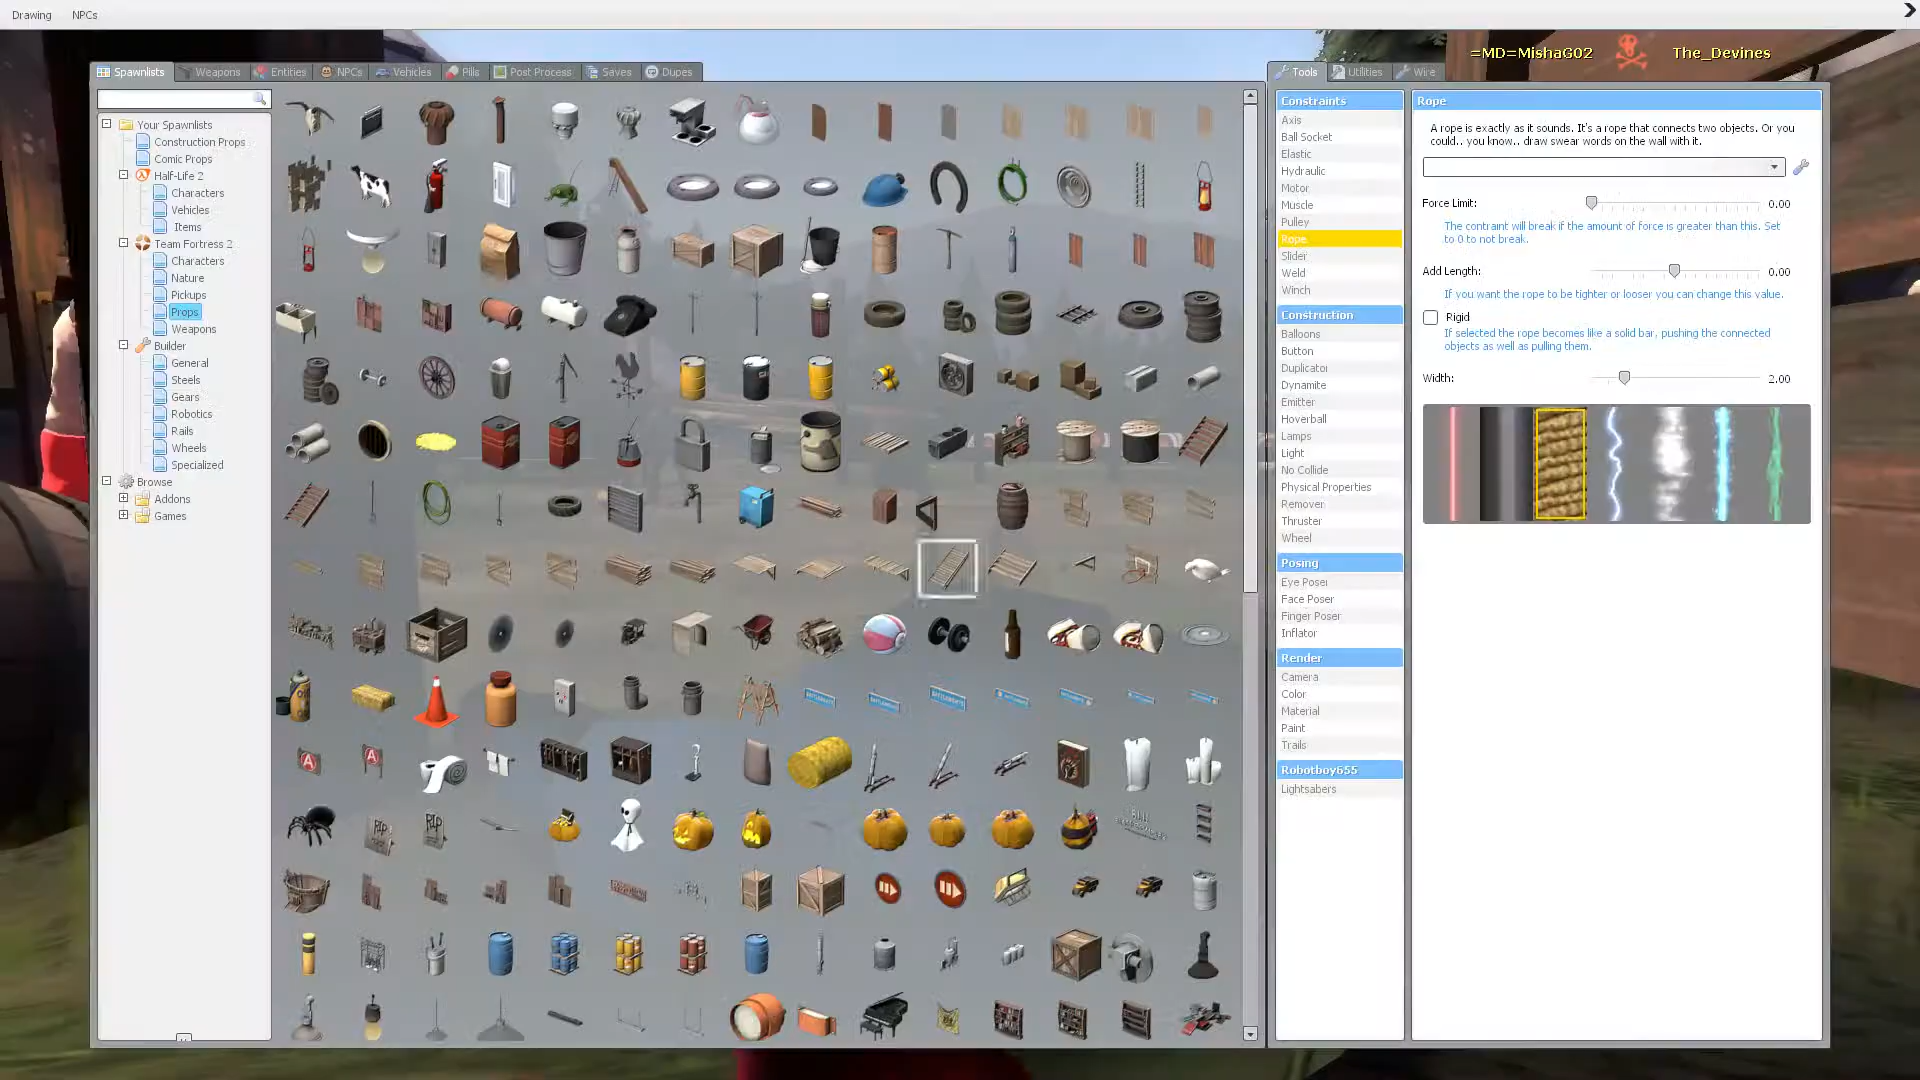 Drawing NPCs
=MD=MishaG02 The_Devines
Spawnlists Weapons Entities NPCs Vehicles Pills Post Process Saves Dupes
Tools Utilities Wire
Your Spawnlists
Construction Props
Comic Props
Half-Life 2
Characters
Vehicles
Items
Team Fortress 2
Characters
Nature
Pickups
Props
Weapons
Builder
General
Steels
Gears
Robotics
Rails
Wheels
Specialized
Browse
Addons
Games
Constraints
Axis
Ball Socket
Elastic
Hydraulic
Motor
Muscle
Pulley
Rope
Slider
Weld
Winch
Construction
Balloons
Button
Duplicator
Dynamite
Emitter
Hoverball
Lamps
Light
No Collide
Physical Properties
Remover
Thruster
Wheel
Posing
Eye Poser
Face Poser
Finger Poser
Inflator
Render
Camera
Color
Material
Paint
Trails
Robotboy655
Lightsabers
Rope
A rope is exactly as it sounds. It's a rope that connects two objects. Or you
could.. you know.. draw swear words on the wall with it.
Force Limit: 0.00
The contraint will break if the amount of force is greater than this. Set
to 0 to not break.
Add Length: 0.00
If you want the rope to be tighter or looser you can change this value.
Rigid
If selected the rope becomes like a solid bar, pushing the connected
objects as well as pulling them.
Width: 2.00
A
A
RIP
RIP